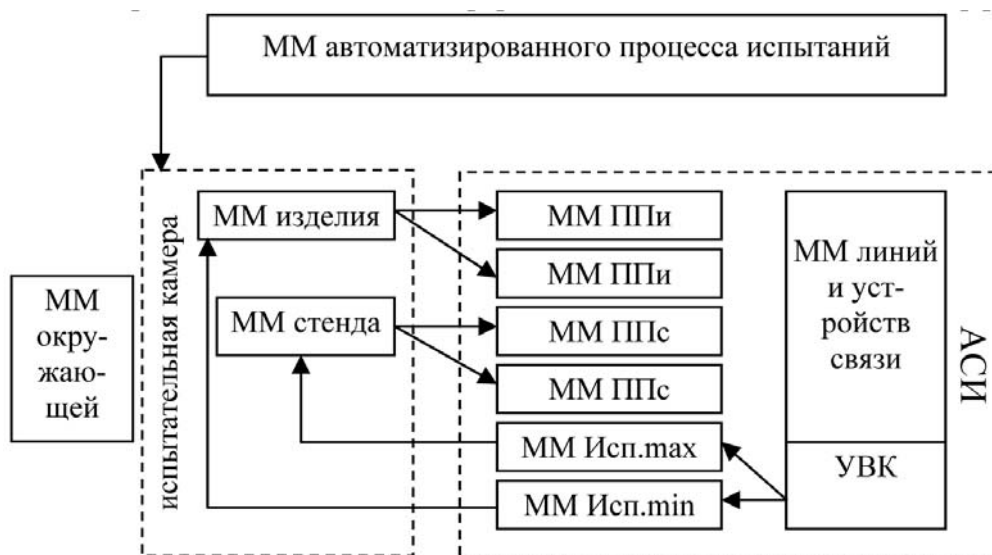 ММ автоматизированного процесса испытаний
ММ
окру-
жаю-
щей
испытательная камера
ММ изделия
ММ стенда
ММ ППи
ММ ППи
ММ ППс
ММ ППс
ММ Исп.max
ММ Исп.min
ММ линий
и уст-
ройств
связи
УВК
АСИ